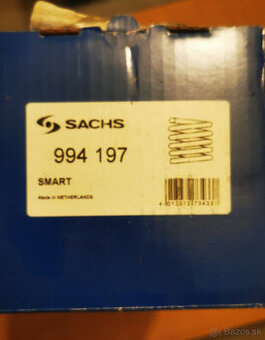 SACHS
994 197
SMART
Made in NETHERLANDS
Bazos.sk